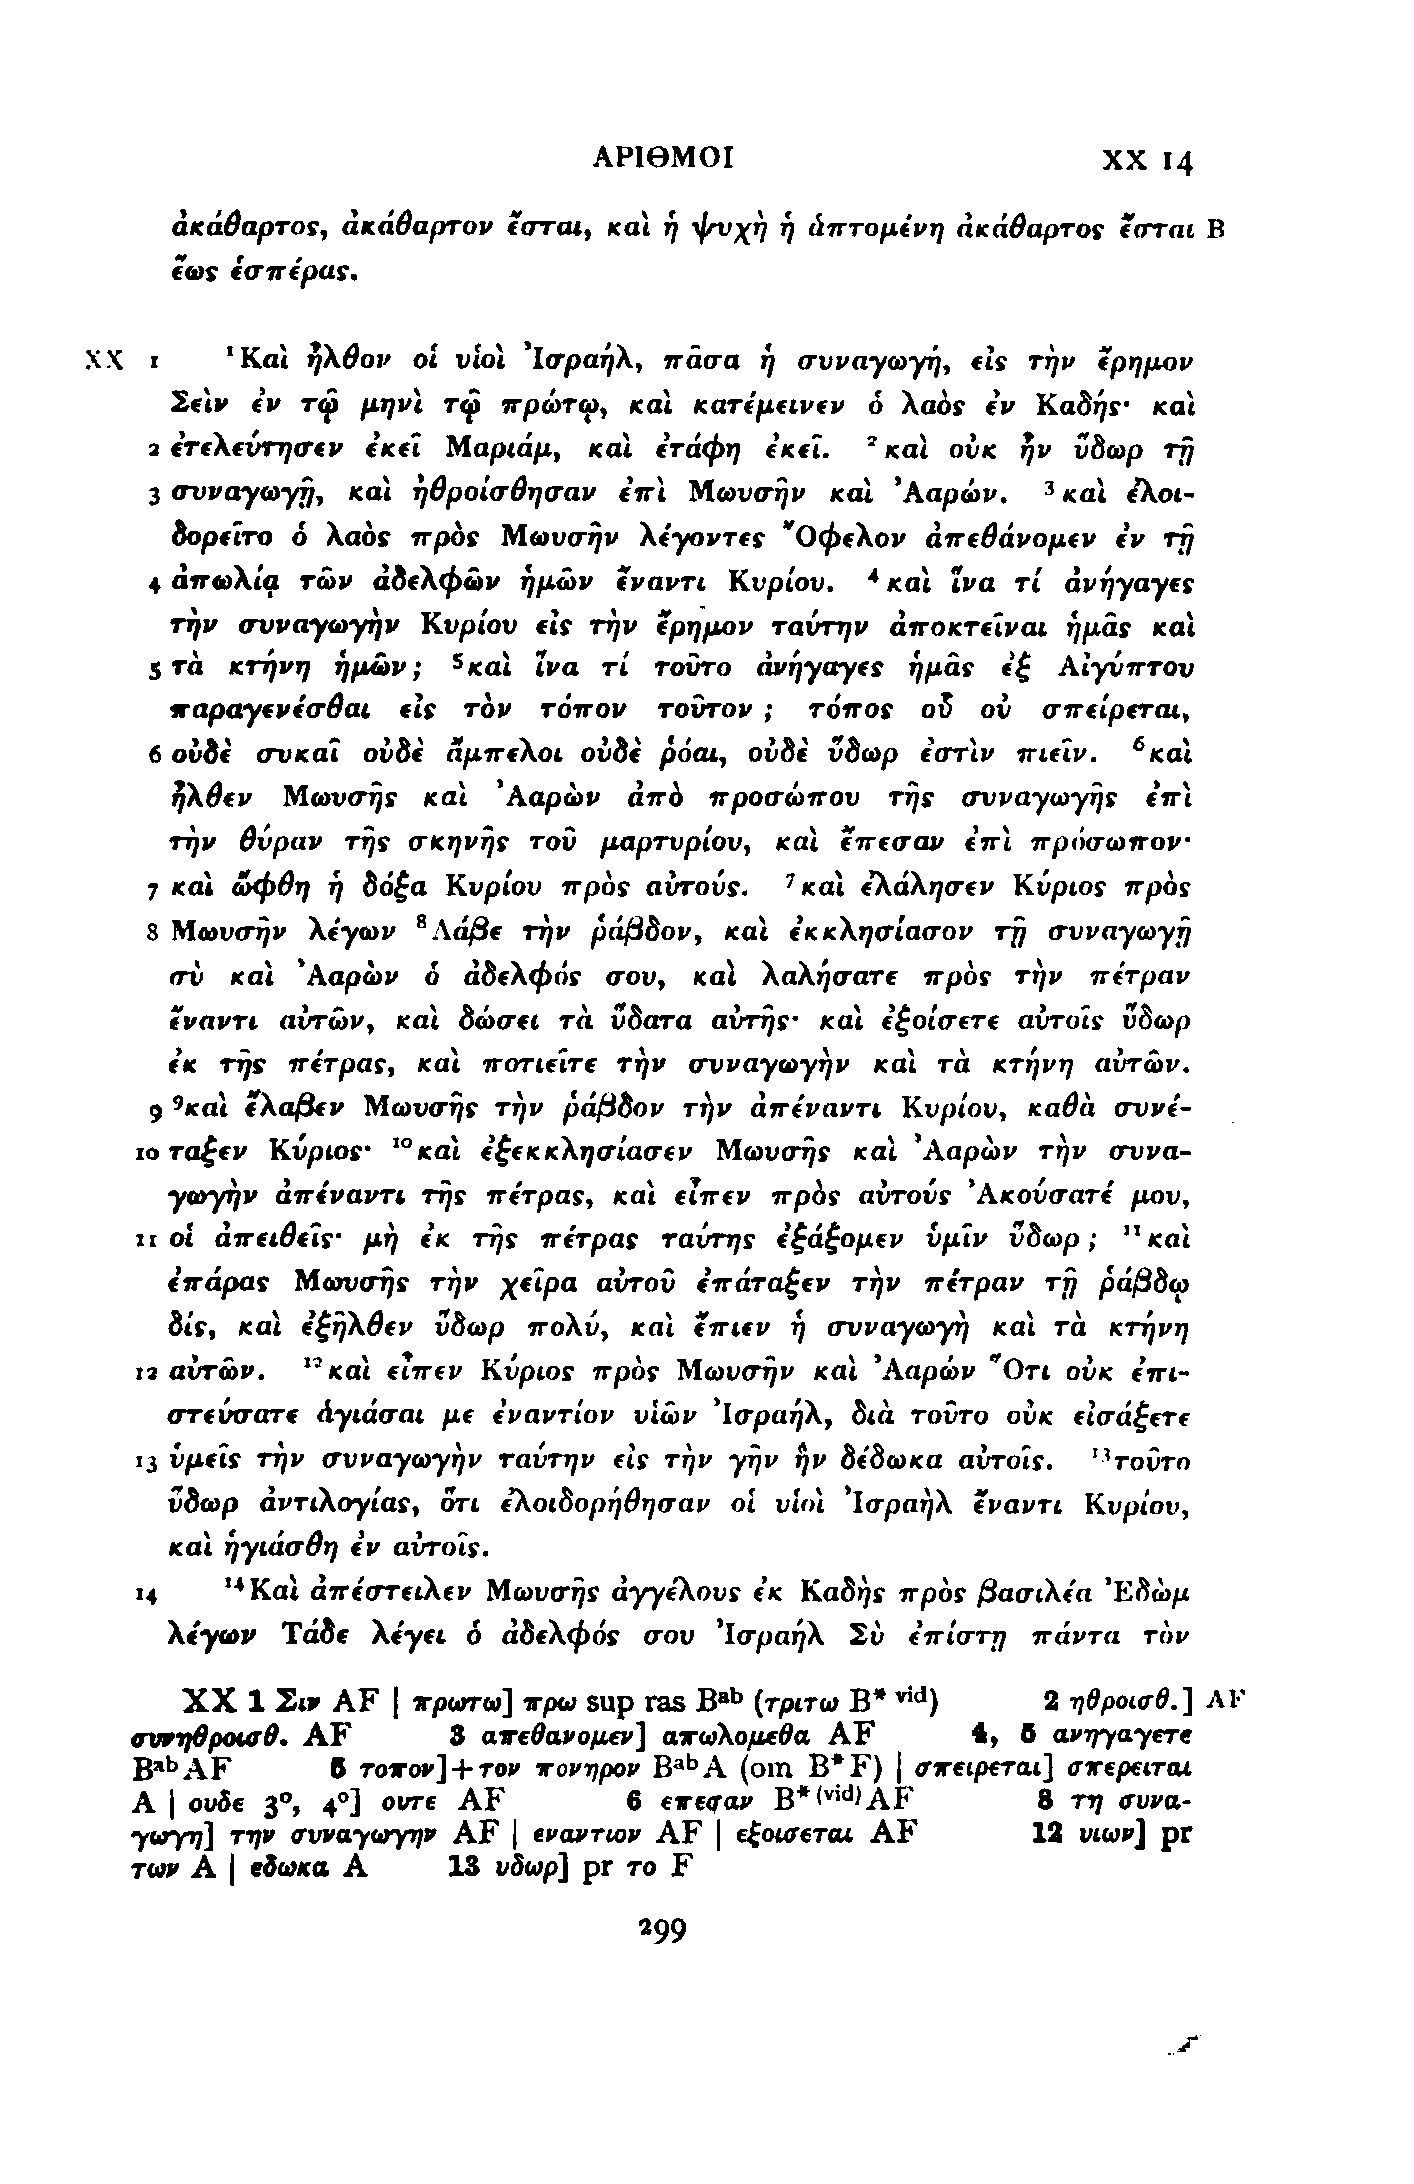 ΑΡΙΘΜΟΙ XX 14
ἀκάθαρτος, ἀκάθαρτον ἔσται, καὶ ἡ ψυχὴ ἡ ἁπτομένη ἀκάθαρτος ἔσται B
ἕως ἑσπέρας.
XX 1 ¹Καὶ ἦλθον οἱ υἱοὶ Ἰσραήλ, πᾶσα ἡ συναγωγή, εἰς τὴν ἔρημον
Σεὶν ἐν τῷ μηνὶ τῷ πρώτῳ, καὶ κατέμεινεν ὁ λαὸς ἐν Καδής· καὶ
2 ἐτελεύτησεν ἐκεῖ Μαριάμ, καὶ ἐτάφη ἐκεῖ. ²καὶ οὐκ ἦν ὕδωρ τῇ
3 συναγωγῇ, καὶ ἠθροίσθησαν ἐπὶ Μωυσῆν καὶ Ἀαρών. ³καὶ ἐλοι-
δορεῖτο ὁ λαὸς πρὸς Μωυσῆν λέγοντες Ὄφελον ἀπεθάνομεν ἐν τῇ
4 ἀπωλίᾳ τῶν ἀδελφῶν ἡμῶν ἔναντι Κυρίου. ⁴καὶ ἵνα τί ἀνήγαγες
τὴν συναγωγὴν Κυρίου εἰς τὴν ἔρημον ταύτην ἀποκτεῖναι ἡμᾶς καὶ
5 τὰ κτήνη ἡμῶν; ⁵καὶ ἵνα τί τοῦτο ἀνήγαγες ἡμᾶς ἐξ Αἰγύπτου
παραγενέσθαι εἰς τὸν τόπον τοῦτον; τόπος οὗ οὐ σπείρεται,
6 οὐδὲ συκαῖ οὐδὲ ἄμπελοι οὐδὲ ῥόαι, οὐδὲ ὕδωρ ἐστὶν πιεῖν. ⁶καὶ
ἦλθεν Μωυσῆς καὶ Ἀαρὼν ἀπὸ προσώπου τῆς συναγωγῆς ἐπὶ
τὴν θύραν τῆς σκηνῆς τοῦ μαρτυρίου, καὶ ἔπεσαν ἐπὶ πρόσωπον·
7 καὶ ὤφθη ἡ δόξα Κυρίου πρὸς αὐτούς. ⁷καὶ ἐλάλησεν Κύριος πρὸς
8 Μωυσῆν λέγων ⁸Λάβε τὴν ῥάβδον, καὶ ἐκκλησίασον τῇ συναγωγῇ
σὺ καὶ Ἀαρὼν ὁ ἀδελφός σου, καὶ λαλήσατε πρὸς τὴν πέτραν
ἔναντι αὐτῶν, καὶ δώσει τὰ ὕδατα αὐτῆς· καὶ ἐξοίσετε αὐτοῖς ὕδωρ
ἐκ τῆς πέτρας, καὶ ποτιεῖτε τὴν συναγωγὴν καὶ τὰ κτήνη αὐτῶν.
9 ⁹καὶ ἔλαβεν Μωυσῆς τὴν ῥάβδον τὴν ἀπέναντι Κυρίου, καθὰ συνέ-
10 ταξεν Κύριος· ¹⁰καὶ ἐξεκκλησίασεν Μωυσῆς καὶ Ἀαρὼν τὴν συνα-
γωγὴν ἀπέναντι τῆς πέτρας, καὶ εἶπεν πρὸς αὐτούς Ἀκούσατέ μου,
11 οἱ ἀπειθεῖς· μὴ ἐκ τῆς πέτρας ταύτης ἐξάξομεν ὑμῖν ὕδωρ; ¹¹καὶ
ἐπάρας Μωυσῆς τὴν χεῖρα αὐτοῦ ἐπάταξεν τὴν πέτραν τῇ ῥάβδῳ
δίς, καὶ ἐξῆλθεν ὕδωρ πολύ, καὶ ἔπιεν ἡ συναγωγὴ καὶ τὰ κτήνη
12 αὐτῶν. ¹²καὶ εἶπεν Κύριος πρὸς Μωυσῆν καὶ Ἀαρών Ὅτι οὐκ ἐπι-
στεύσατε ἁγιάσαι με ἐναντίον υἱῶν Ἰσραήλ, διὰ τοῦτο οὐκ εἰσάξετε
13 ὑμεῖς τὴν συναγωγὴν ταύτην εἰς τὴν γῆν ἣν δέδωκα αὐτοῖς. ¹³τοῦτο
ὕδωρ ἀντιλογίας, ὅτι ἐλοιδορήθησαν οἱ υἱοὶ Ἰσραὴλ ἔναντι Κυρίου,
καὶ ἡγιάσθη ἐν αὐτοῖς.
14 ¹⁴Καὶ ἀπέστειλεν Μωυσῆς ἀγγέλους ἐκ Καδὴς πρὸς βασιλέα Ἐδὼμ
λέγων Τάδε λέγει ὁ ἀδελφός σου Ἰσραήλ Σὺ ἐπίστῃ πάντα τὸν
XX 1 Σιν AF | πρωτω] πρω sup ras Bᵃᵇ (τριτω B* ᵛⁱᵈ) 2 ηθροισθ.] AF
συνηθροισθ. AF 3 απεθανομεν] απωλομεθα AF 4, 5 ανηγαγετε
BᵃᵇAF 5 τοπον]+τον πονηρον BᵃᵇA (om B*F) | σπειρεται] σπερειται
A | ουδε 3°, 4°] ουτε AF 6 επεσαν B*⁽ᵛⁱᵈ⁾AF 8 τη συνα-
γωγη] την συναγωγην AF | εναντιον AF | εξοισεται AF 12 υιων] pr
των A | εδωκα A 13 υδωρ] pr το F
299